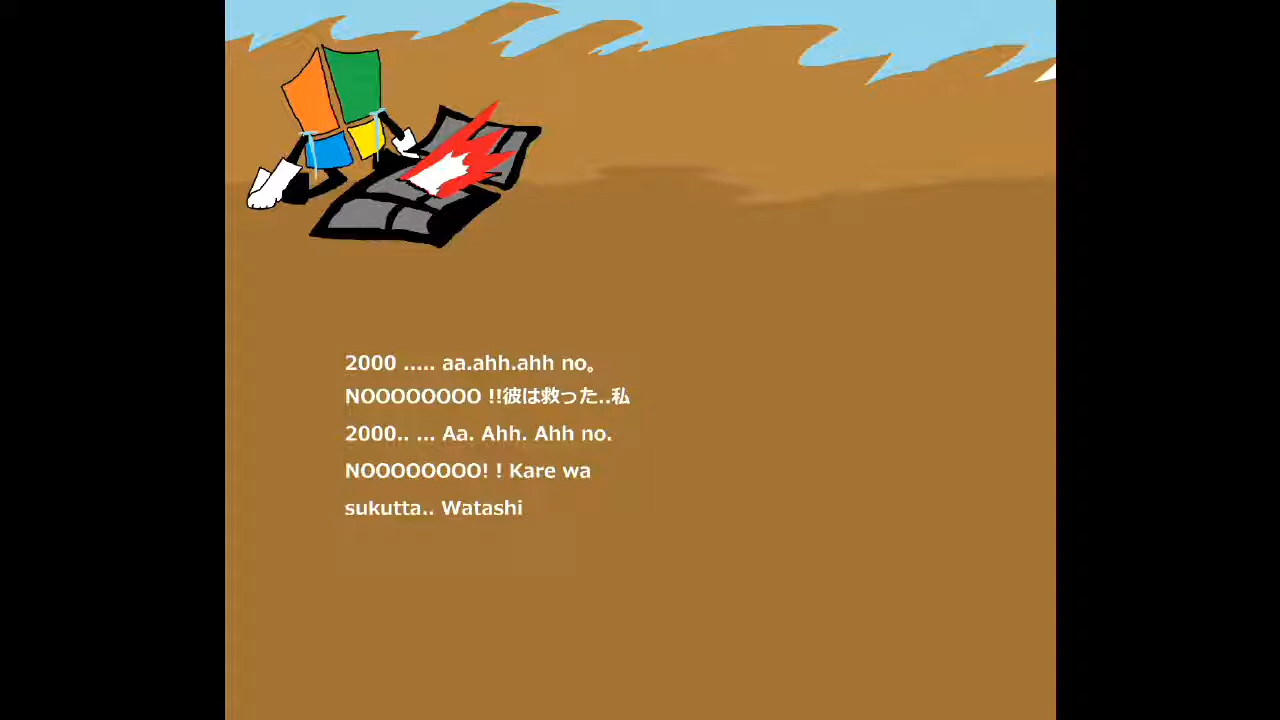 2000 ..... aa.ahh.ahh no。
NOOOOOOOO !!彼は救った..私
2000.. ... Aa. Ahh. Ahh no.
NOOOOOOOO! ! Kare wa
sukutta.. Watashi